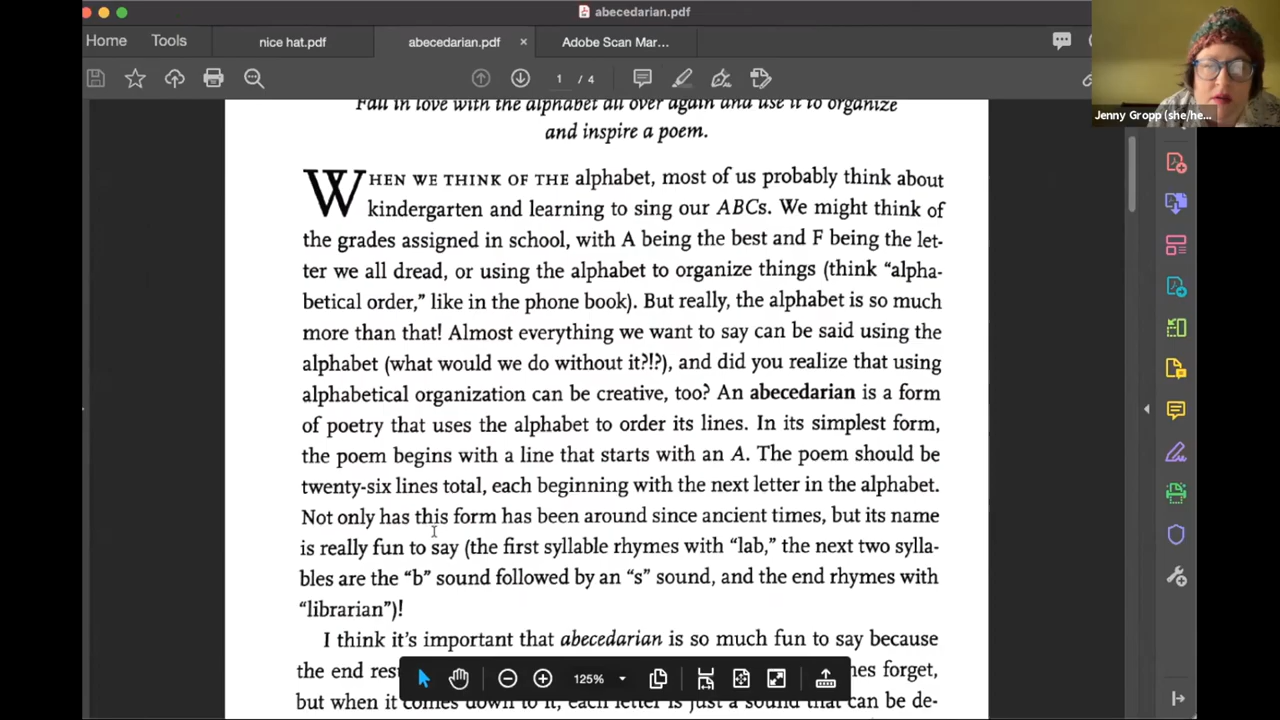 abecedarian.pdf
Home
Tools
nice hat.pdf
abecedarian.pdf
Adobe Scan Mar...
1 / 4
Jenny Gropp (she/he...
Fall in love with the alphabet all over again and use it to organize
and inspire a poem.
WHEN WE THINK OF THE alphabet, most of us probably think about
kindergarten and learning to sing our ABCs. We might think of
the grades assigned in school, with A being the best and F being the let-
ter we all dread, or using the alphabet to organize things (think “alpha-
betical order,” like in the phone book). But really, the alphabet is so much
more than that! Almost everything we want to say can be said using the
alphabet (what would we do without it?!?), and did you realize that using
alphabetical organization can be creative, too? An abecedarian is a form
of poetry that uses the alphabet to order its lines. In its simplest form,
the poem begins with a line that starts with an A. The poem should be
twenty-six lines total, each beginning with the next letter in the alphabet.
Not only has this form has been around since ancient times, but its name
is really fun to say (the first syllable rhymes with “lab,” the next two sylla-
bles are the “b” sound followed by an “s” sound, and the end rhymes with
“librarian”)!
I think it’s important that abecedarian is so much fun to say because
the end forget,
but when it comes down to it, each letter is just a sound that can be de-
125%